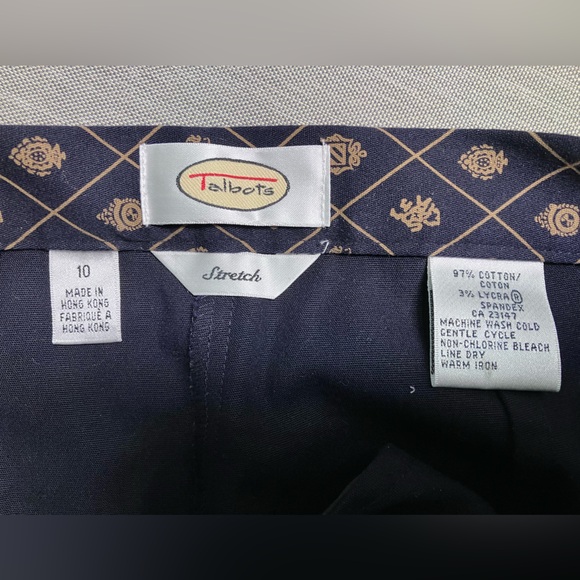 Talbots
Stretch
10
MADE IN
HONG KONG
FABRIQUÉ À
HONG KONG
97% COTTON/
COTON
3% LYCRA®
SPANDEX
CA 23147
MACHINE WASH COLD
GENTLE CYCLE
NON-CHLORINE BLEACH
LINE DRY
WARM IRON